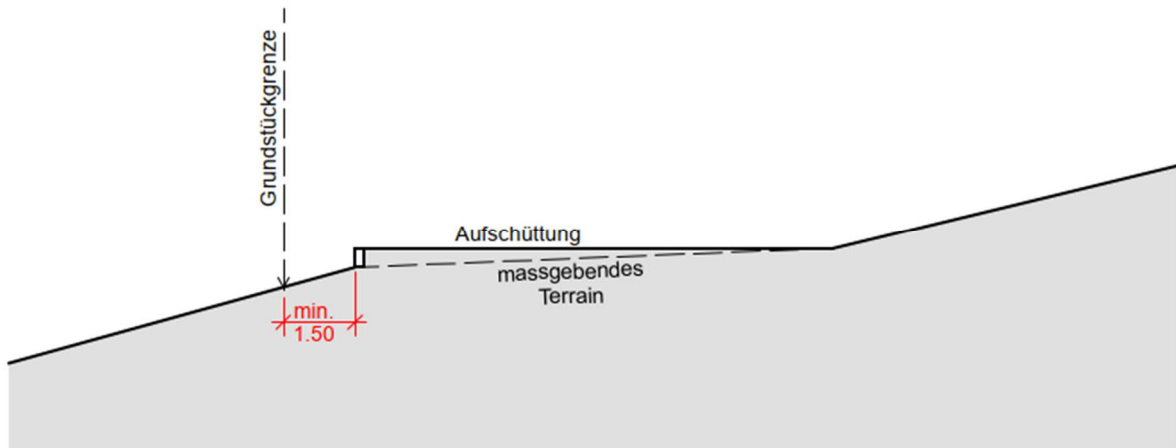 Grundstückgrenze
Aufschüttung
massgebendes
Terrain
min.
1.50